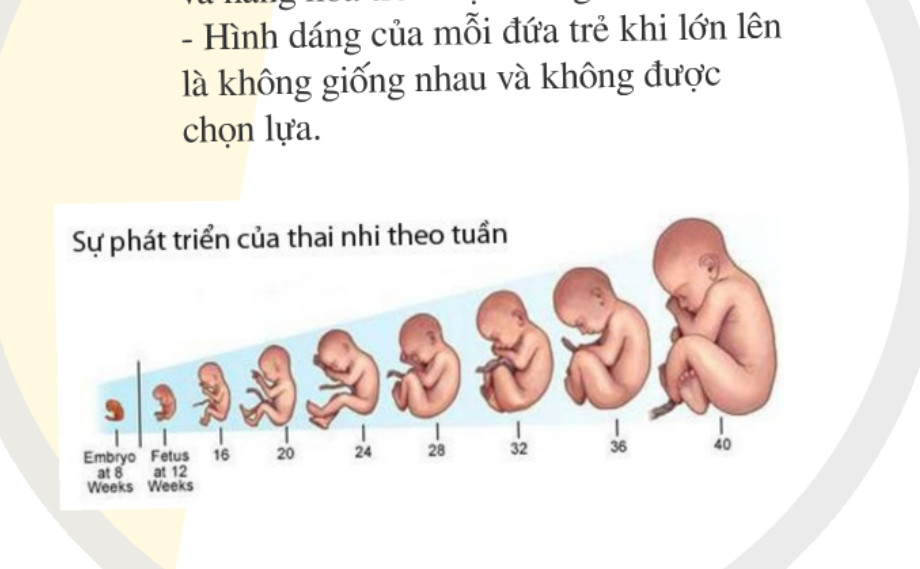 - Hình dáng của mỗi đứa trẻ khi lớn lên
là không giống nhau và không được
chọn lựa.
Sự phát triển của thai nhi theo tuần
Embryo at 8 Weeks
Fetus at 12 Weeks
16
20
24
28
32
36
40